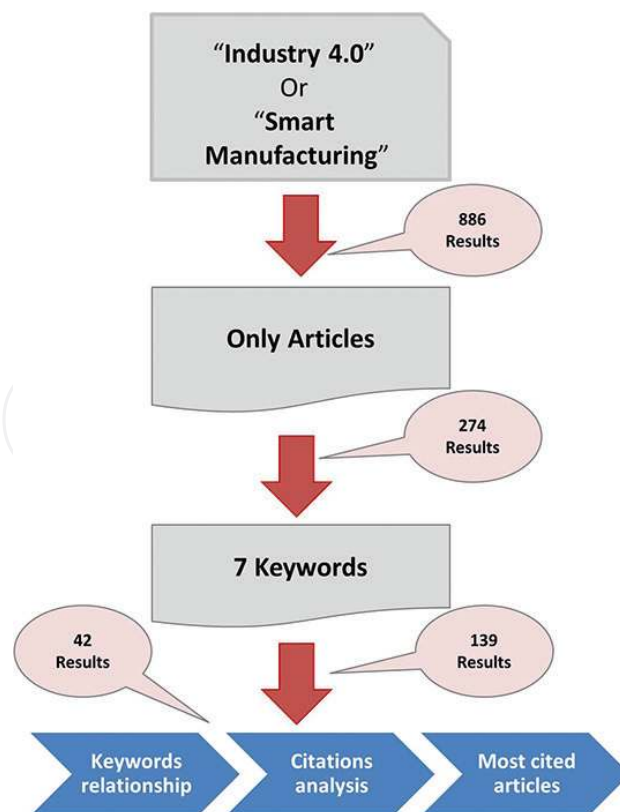 “Industry 4.0”
Or
“Smart
Manufacturing”
886
Results
Only Articles
274
Results
7 Keywords
42
Results
139
Results
Keywords
relationship
Citations
analysis
Most cited
articles